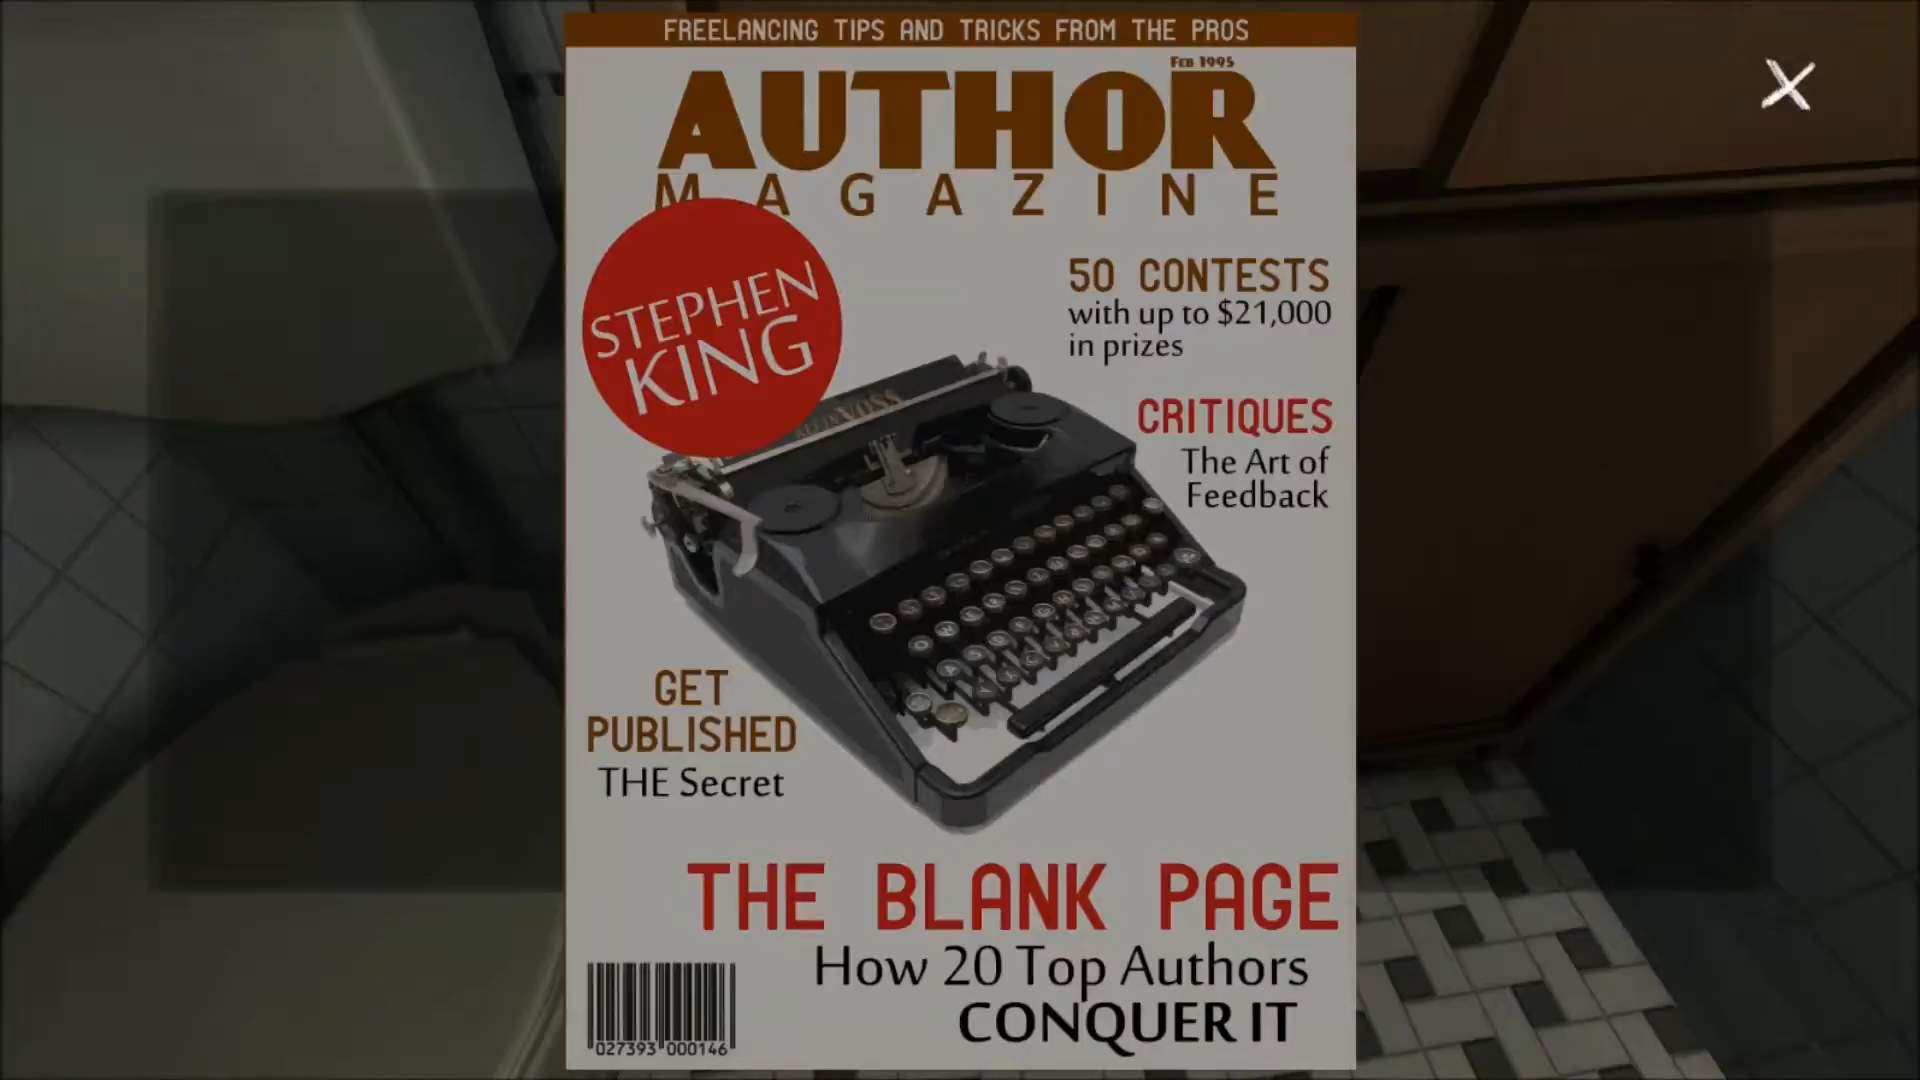 FREELANCING TIPS AND TRICKS FROM THE PROS
FEB 1995
AUTHOR
MAGAZINE
STEPHEN
KING
50 CONTESTS
with up to $21,000
in prizes
KLEIN VOSS
CRITIQUES
The Art of
Feedback
GET
PUBLISHED
THE Secret
THE BLANK PAGE
How 20 Top Authors
CONQUER IT
027393 000146